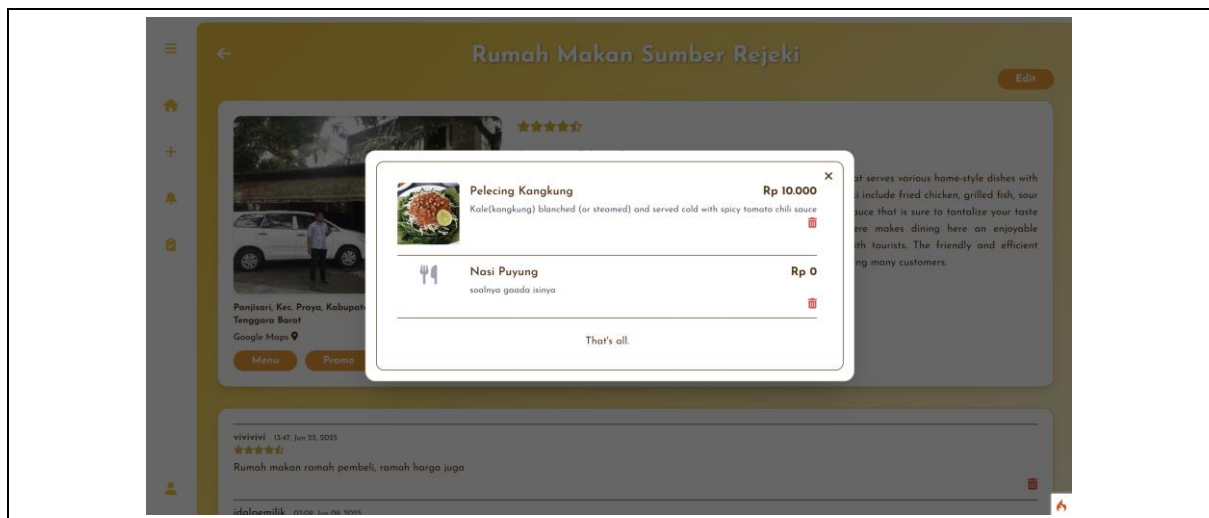 Rumah Makan Sumber Rejeki
Edit
at serves various home-style dishes with
i include fried chicken, grilled fish, sour
auce that is sure to tantalize your taste
ere makes dining here an enjoyable
ith tourists. The friendly and efficient
ng many customers.
Pelecing Kangkung
Rp 10.000
Kale(kangkung) blanched (or steamed) and served cold with spicy tomato chili sauce
Nasi Puyung
Rp 0
soalnya gaada isinya
That's all.
Panjisari, Kec. Praya, Kabupat
Tenggara Barat
Google Maps
Menu
Promo
vivivivi 13:47, Jun 23, 2025
Rumah makan ramah pembeli, ramah harga juga
idalpemilik 03:09, Jun 09, 2025